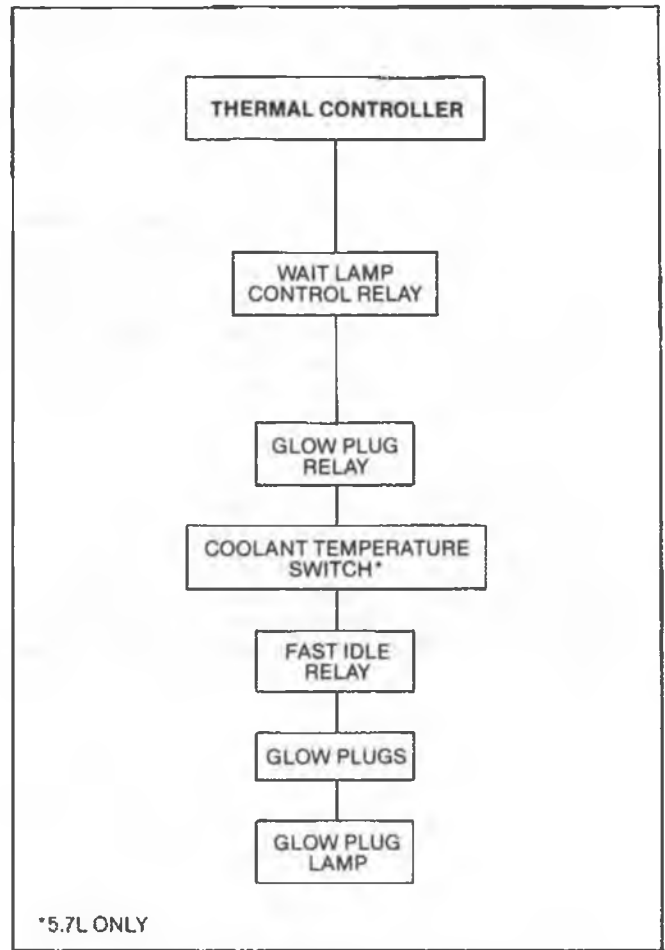 THERMAL CONTROLLER
WAIT LAMP
CONTROL RELAY
GLOW PLUG
RELAY
COOLANT TEMPERATURE
SWITCH*
FAST IDLE
RELAY
GLOW PLUGS
GLOW PLUG
LAMP
*5.7L ONLY